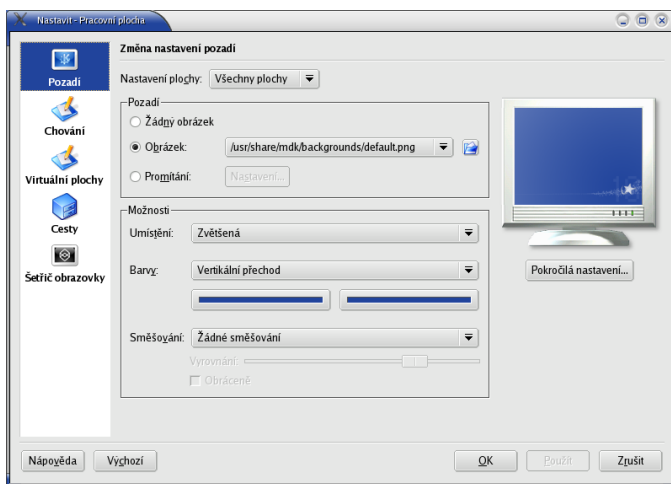 Nastavit - Pracovní plocha
Pozadí
Chování
Virtuální plochy
Cesty
Šetřič obrazovky
Změna nastavení pozadí
Nastavení plochy: Všechny plochy
Pozadí
Žádný obrázek
Obrázek: /usr/share/mdk/backgrounds/default.png
Promítání: Nastavení...
Možnosti
Umístění: Zvětšená
Barvy: Vertikální přechod
Směšování: Žádné směšování
Vyrovnání:
Obráceně
Pokročilá nastavení...
Nápověda Výchozí OK Použít Zrušit